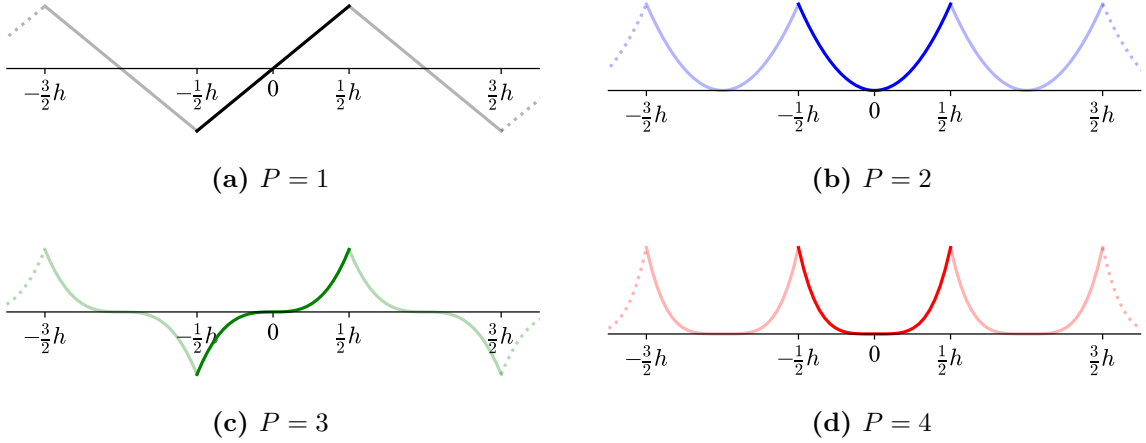 −3/2h −1/2h 0 1/2h 3/2h
(a) P = 1
−3/2h −1/2h 0 1/2h 3/2h
(b) P = 2
−3/2h −1/2h 0 1/2h 3/2h
(c) P = 3
−3/2h −1/2h 0 1/2h 3/2h
(d) P = 4